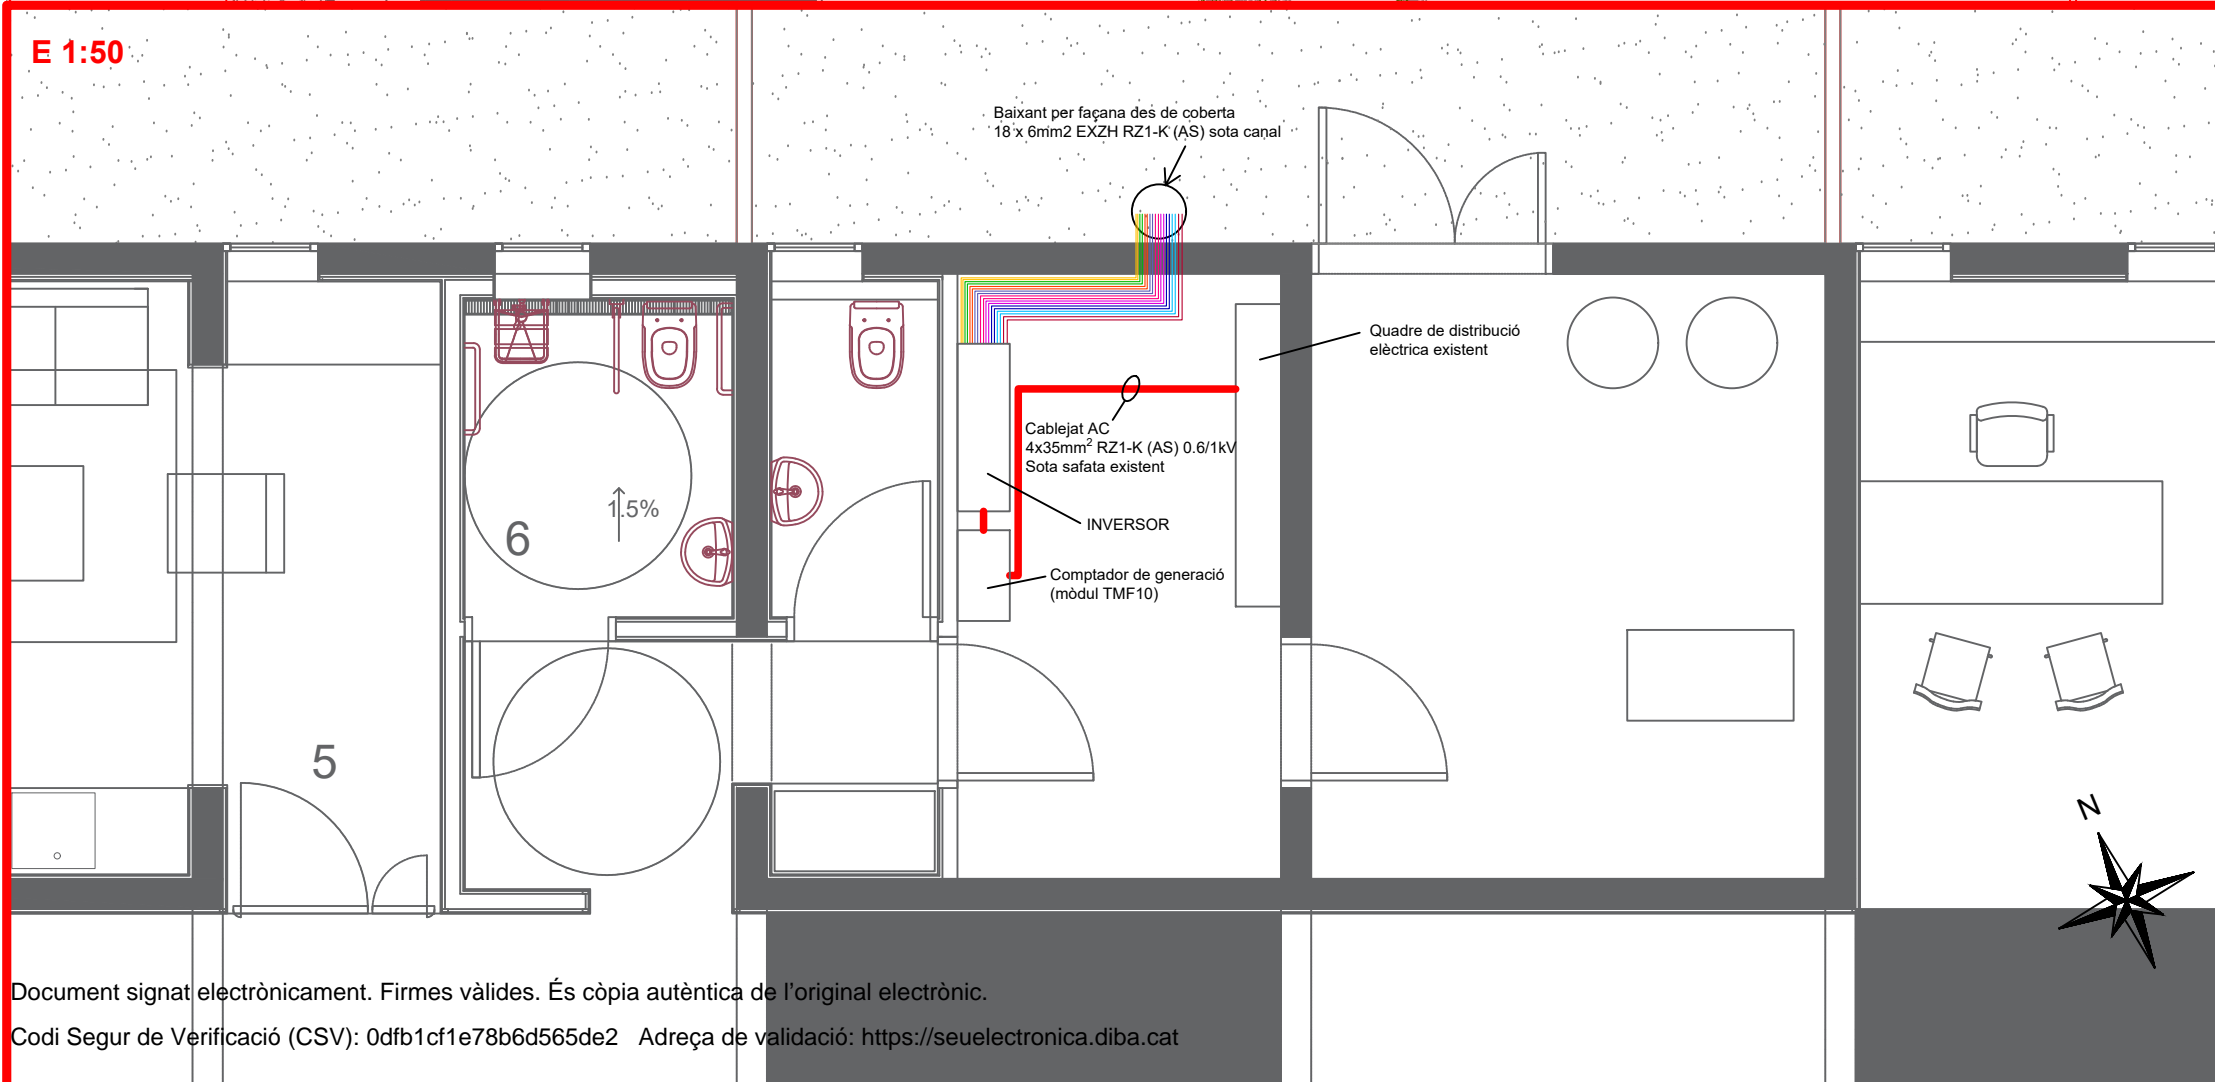 E 1:50
Baixant per façana des de coberta
18 x 6mm2 EXZH RZ1-K (AS) sota canal
Quadre de distribució
elèctrica existent
Cablejat AC
4x35mm² RZ1-K (AS) 0.6/1kV
Sota safata existent
1.5%
6
INVERSOR
Comptador de generació
(mòdul TMF10)
5
N
Document signat electrònicament. Firmes vàlides. És còpia autèntica de l'original electrònic.
Codi Segur de Verificació (CSV): 0dfb1cf1e78b6d565de2 Adreça de validació: https://seuelectronica.diba.cat